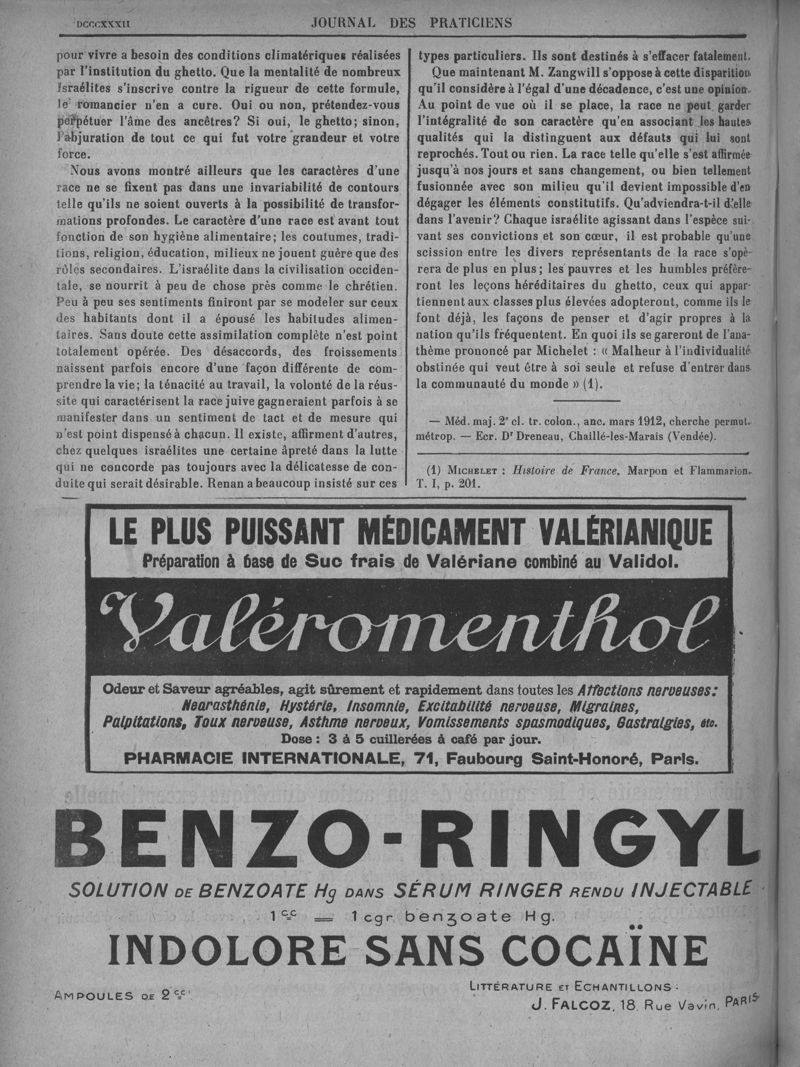 DCCCXXXII
JOURNAL DES PRATICIENS
pour vivre a besoin des conditions climatériques réalisées
par l'institution du ghetto. Que la mentalité de nombreux
Israélites s'inscrive contre la rigueur de cette formule,
le romancier n'en a cure. Oui ou non, prétendez-vous
perpétuer l'âme des ancêtres? Si oui, le ghetto; sinon,
l'abjuration de tout ce qui fut votre grandeur et votre
force.
Nous avons montré ailleurs que les caractères d'une
race ne se fixent pas dans une invariabilité de contours
telle qu'ils ne soient ouverts à la possibilité de transfor-
mations profondes. Le caractère d'une race est avant tout
fonction de son hygiène alimentaire; les coutumes, tradi-
tions, religion, éducation, milieux ne jouent guère que des
rôles secondaires. L'israélite dans la civilisation occiden-
tale, se nourrit à peu de chose près comme le chrétien.
Peu à peu ses sentiments finiront par se modeler sur ceux
des habitants dont il a épousé les habitudes alimen-
taires. Sans doute cette assimilation complète n'est point
totalement opérée. Des désaccords, des froissements
naissent parfois encore d'une façon différente de com-
prendre la vie; la ténacité au travail, la volonté de la réus-
site qui caractérisent la race juive gagneraient parfois à se
manifester dans un sentiment de tact et de mesure qui
n'est point dispensé à chacun. Il existe, affirment d'autres,
chez quelques israélites une certaine âpreté dans la lutte
qui ne concorde pas toujours avec la délicatesse de con-
duite qui serait désirable. Renan a beaucoup insisté sur ces
types particuliers. Ils sont destinés à s'effacer fatalement.
Que maintenant M. Zangwill s'oppose à cette disparition
qu'il considère à l'égal d'une décadence, c'est une opinion.
Au point de vue où il se place, la race ne peut garder
l'intégralité de son caractère qu'en associant les hautes
qualités qui la distinguent aux défauts qui lui sont
reprochés. Tout ou rien. La race telle qu'elle s'est affirmée
jusqu'à nos jours et sans changement, ou bien tellement
fusionnée avec son milieu qu'il devient impossible d'en
dégager les éléments constitutifs. Qu'adviendra-t-il d'elle
dans l'avenir? Chaque israélite agissant dans l'espèce sui-
vant ses convictions et son cœur, il est probable qu'une
scission entre les divers représentants de la race s'opè-
rera de plus en plus; les pauvres et les humbles préfère-
ront les leçons héréditaires du ghetto, ceux qui appar-
tiennent aux classes plus élevées adopteront, comme ils le
font déjà, les façons de penser et d'agir propres à la
nation qu'ils fréquentent. En quoi ils se gareront de l'ana-
thème prononcé par Michelet : « Malheur à l'individualité
obstinée qui veut être à soi seule et refuse d'entrer dans
la communauté du monde » (1).
— Méd. maj. 2e cl. tr. colon., anc. mars 1912, cherche permut.
métrop. — Ecr. Dr Dreneau, Chaillé-les-Marais (Vendée).
(1) MICHELET : Histoire de France. Marpon et Flammarion.
T. I, p. 201.
LE PLUS PUISSANT MÉDICAMENT VALÉRIANIQUE
Préparation à base de Suc frais de Valériane combiné au Validol.
Valéromenthol
Odeur et Saveur agréables, agit sûrement et rapidement dans toutes les Affections nerveuses:
Nearasthénie, Hystérie, Insomnie, Excitabilité nerveuse, Migraines,
Palpitations, Toux nerveuse, Asthme nerveux, Vomissements spasmodiques, Gastralgies, etc.
Dose : 3 à 5 cuillerées à café par jour.
PHARMACIE INTERNATIONALE, 71, Faubourg Saint-Honoré, Paris.
BENZO-RINGYL
SOLUTION DE BENZOATE Hg DANS SÉRUM RINGER RENDU INJECTABLE
1cc = 1 cgr benzoate Hg.
INDOLORE SANS COCAÏNE
AMPOULES DE 2cc
LITTÉRATURE ET ECHANTILLONS :
J. FALCOZ, 18, Rue Vavin, PARIS